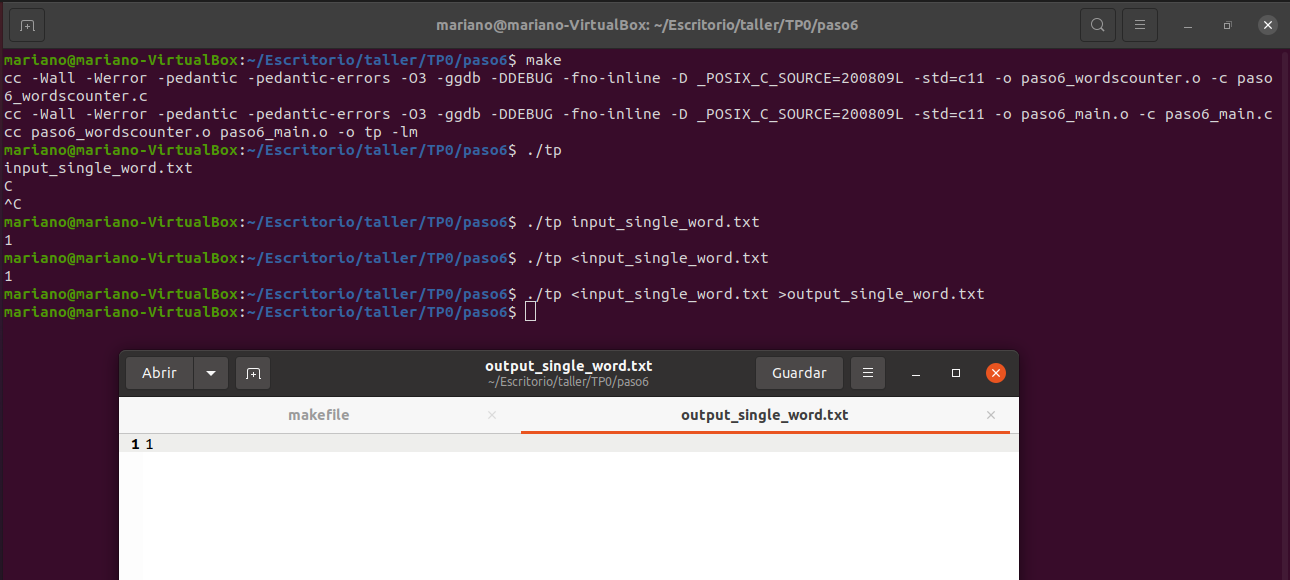 mariano@mariano-VirtualBox: ~/Escritorio/taller/TP0/paso6
mariano@mariano-VirtualBox:~/Escritorio/taller/TP0/paso6$ make
cc -Wall -Werror -pedantic -pedantic-errors -O3 -ggdb -DDEBUG -fno-inline -D _POSIX_C_SOURCE=200809L -std=c11 -o paso6_wordscounter.o -c paso
6_wordscounter.c
cc -Wall -Werror -pedantic -pedantic-errors -O3 -ggdb -DDEBUG -fno-inline -D _POSIX_C_SOURCE=200809L -std=c11 -o paso6_main.o -c paso6_main.c
cc paso6_wordscounter.o paso6_main.o -o tp -lm
mariano@mariano-VirtualBox:~/Escritorio/taller/TP0/paso6$ ./tp
input_single_word.txt
C
^C
mariano@mariano-VirtualBox:~/Escritorio/taller/TP0/paso6$ ./tp input_single_word.txt
1
mariano@mariano-VirtualBox:~/Escritorio/taller/TP0/paso6$ ./tp <input_single_word.txt
1
mariano@mariano-VirtualBox:~/Escritorio/taller/TP0/paso6$ ./tp <input_single_word.txt >output_single_word.txt
mariano@mariano-VirtualBox:~/Escritorio/taller/TP0/paso6$
Abrir
output_single_word.txt
~/Escritorio/taller/TP0/paso6
Guardar
makefile
output_single_word.txt
1 1